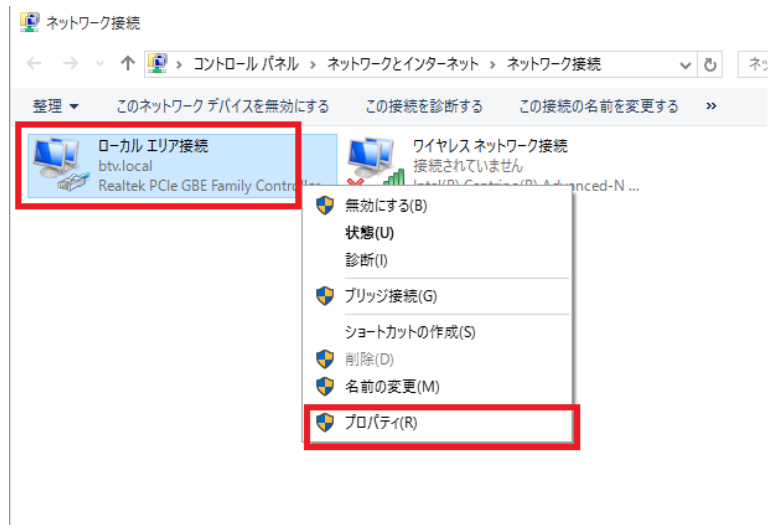 ネットワーク接続
コントロール パネル › ネットワークとインターネット › ネットワーク接続
整理 このネットワーク デバイスを無効にする この接続を診断する この接続の名前を変更する »
ローカル エリア接続
btv.local
Realtek PCIe GBE Family Controller
ワイヤレス ネットワーク接続
接続されていません
Intel(R) Centrino(R) Advanced-N ...
無効にする(B)
状態(U)
診断(I)
ブリッジ接続(G)
ショートカットの作成(S)
削除(D)
名前の変更(M)
プロパティ(R)